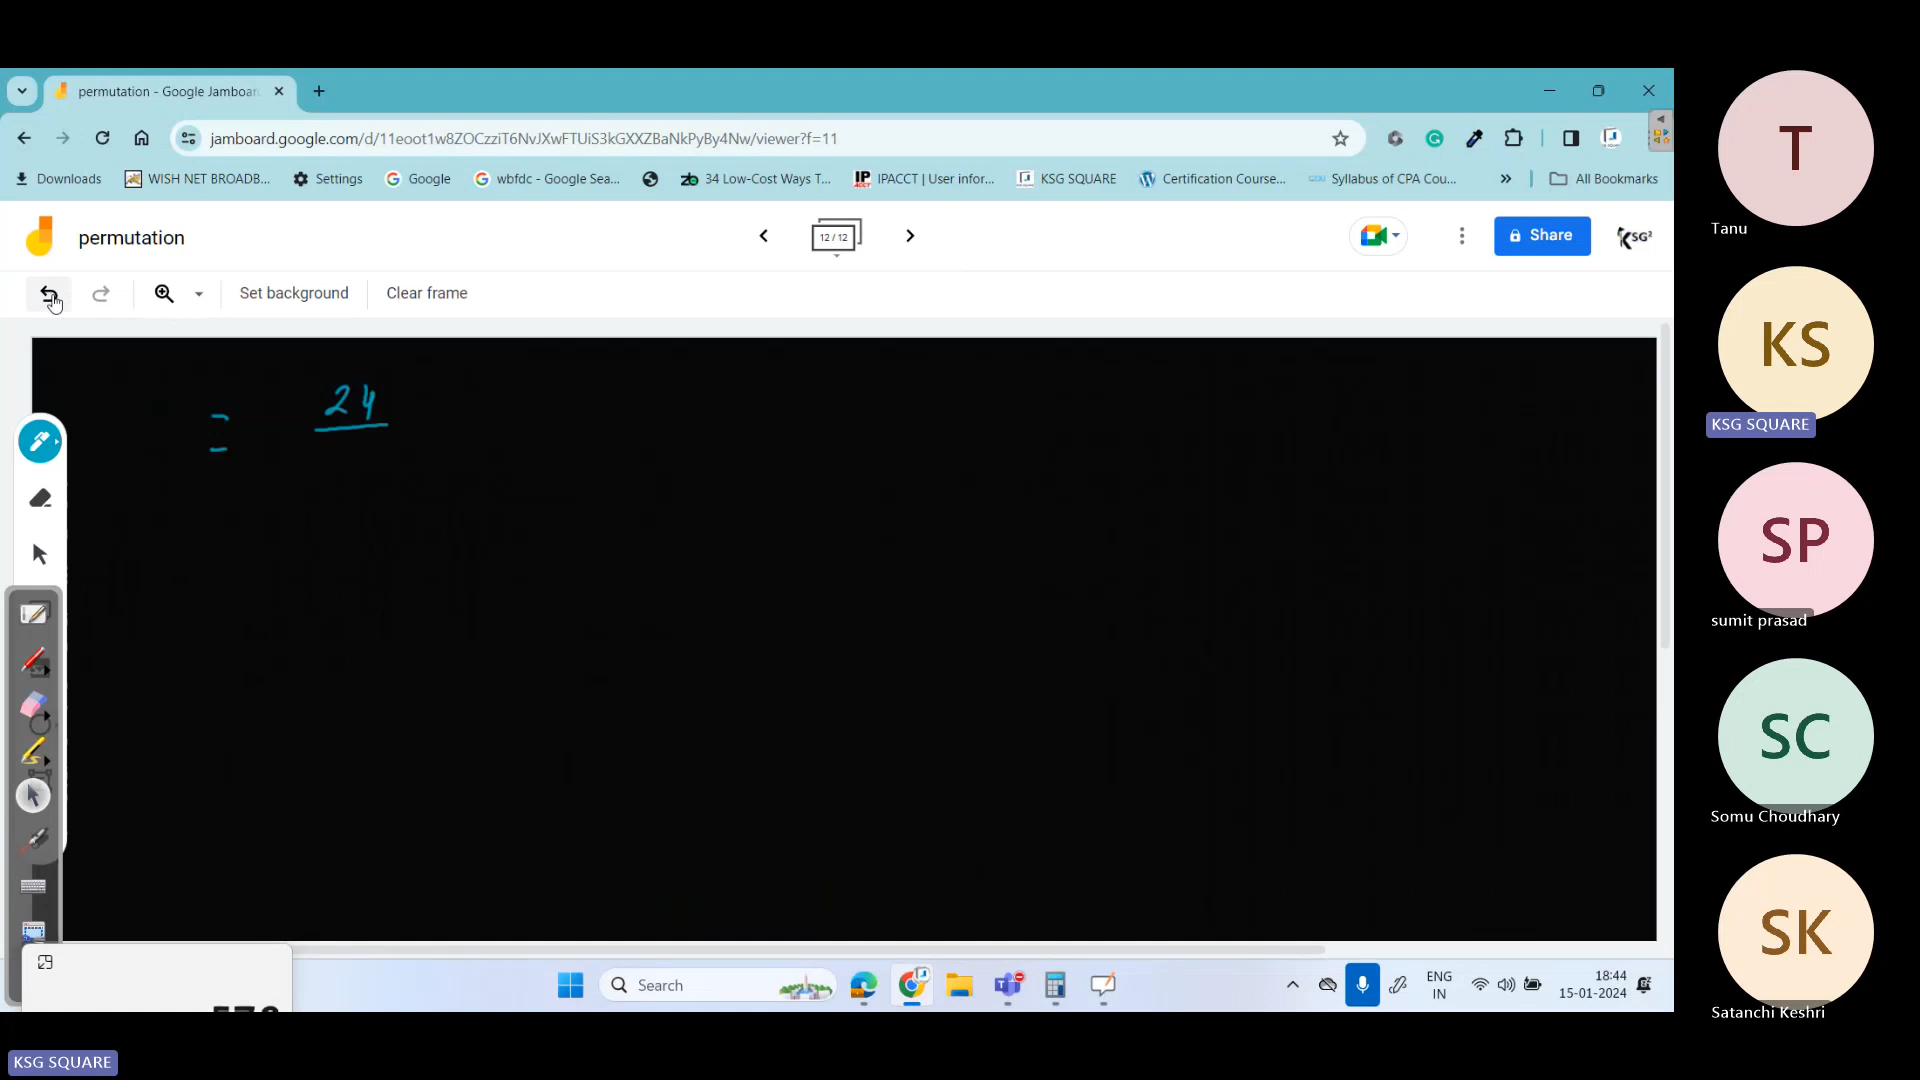 permutation - Google Jamboar
jamboard.google.com/d/11eoot1w8ZOCzziT6NvJXwFTUiS3kGXXZBaNkPyBy4Nw/viewer?f=11
Downloads WISH NET BROADB... Settings Google wbfdc - Google Sea... 34 Low-Cost Ways T... IPACCT | User infor... KSG SQUARE Certification Course... Syllabus of CPA Cou... » All Bookmarks
permutation 12 / 12 Share KSG²
Set background Clear frame
= 24
Search
ENG
IN
18:44
15-01-2024
T
Tanu
KS
KSG SQUARE
SP
sumit prasad
SC
Somu Choudhary
SK
Satanchi Keshri
KSG SQUARE